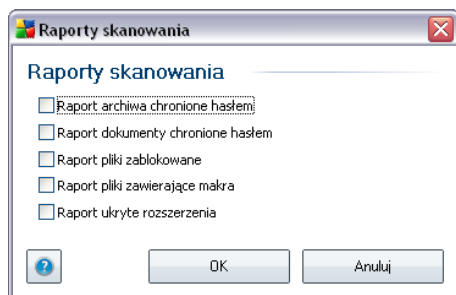 Raporty skanowania
Raporty skanowania
Raport archiwa chronione hasłem
Raport dokumenty chronione hasłem
Raport pliki zablokowane
Raport pliki zawierające makra
Raport ukryte rozszerzenia
? OK Anuluj